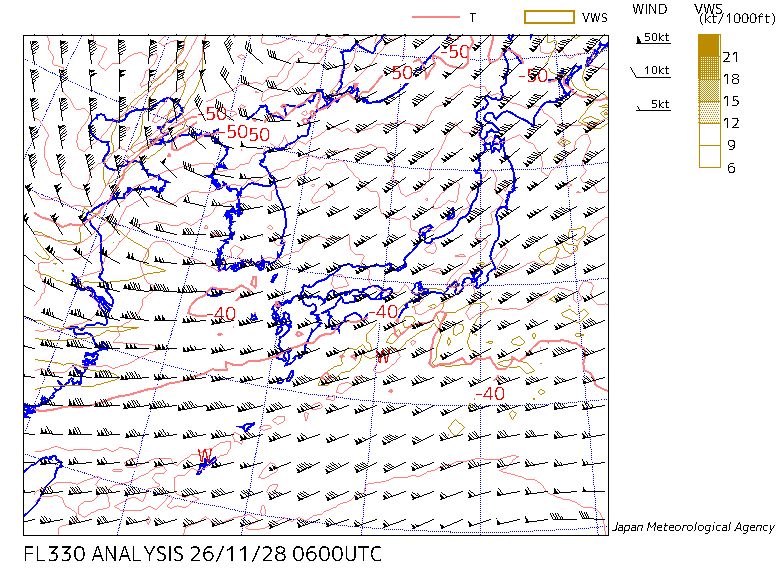 T
VWS
WIND
VWS
(kt/1000ft)
50kt
10kt
5kt
21
18
15
12
9
6
-50
-50
-50
-50
-50
50
-40
-40
-40
W
W
Japan Meteorological Agency
FL330 ANALYSIS 26/11/28 0600UTC